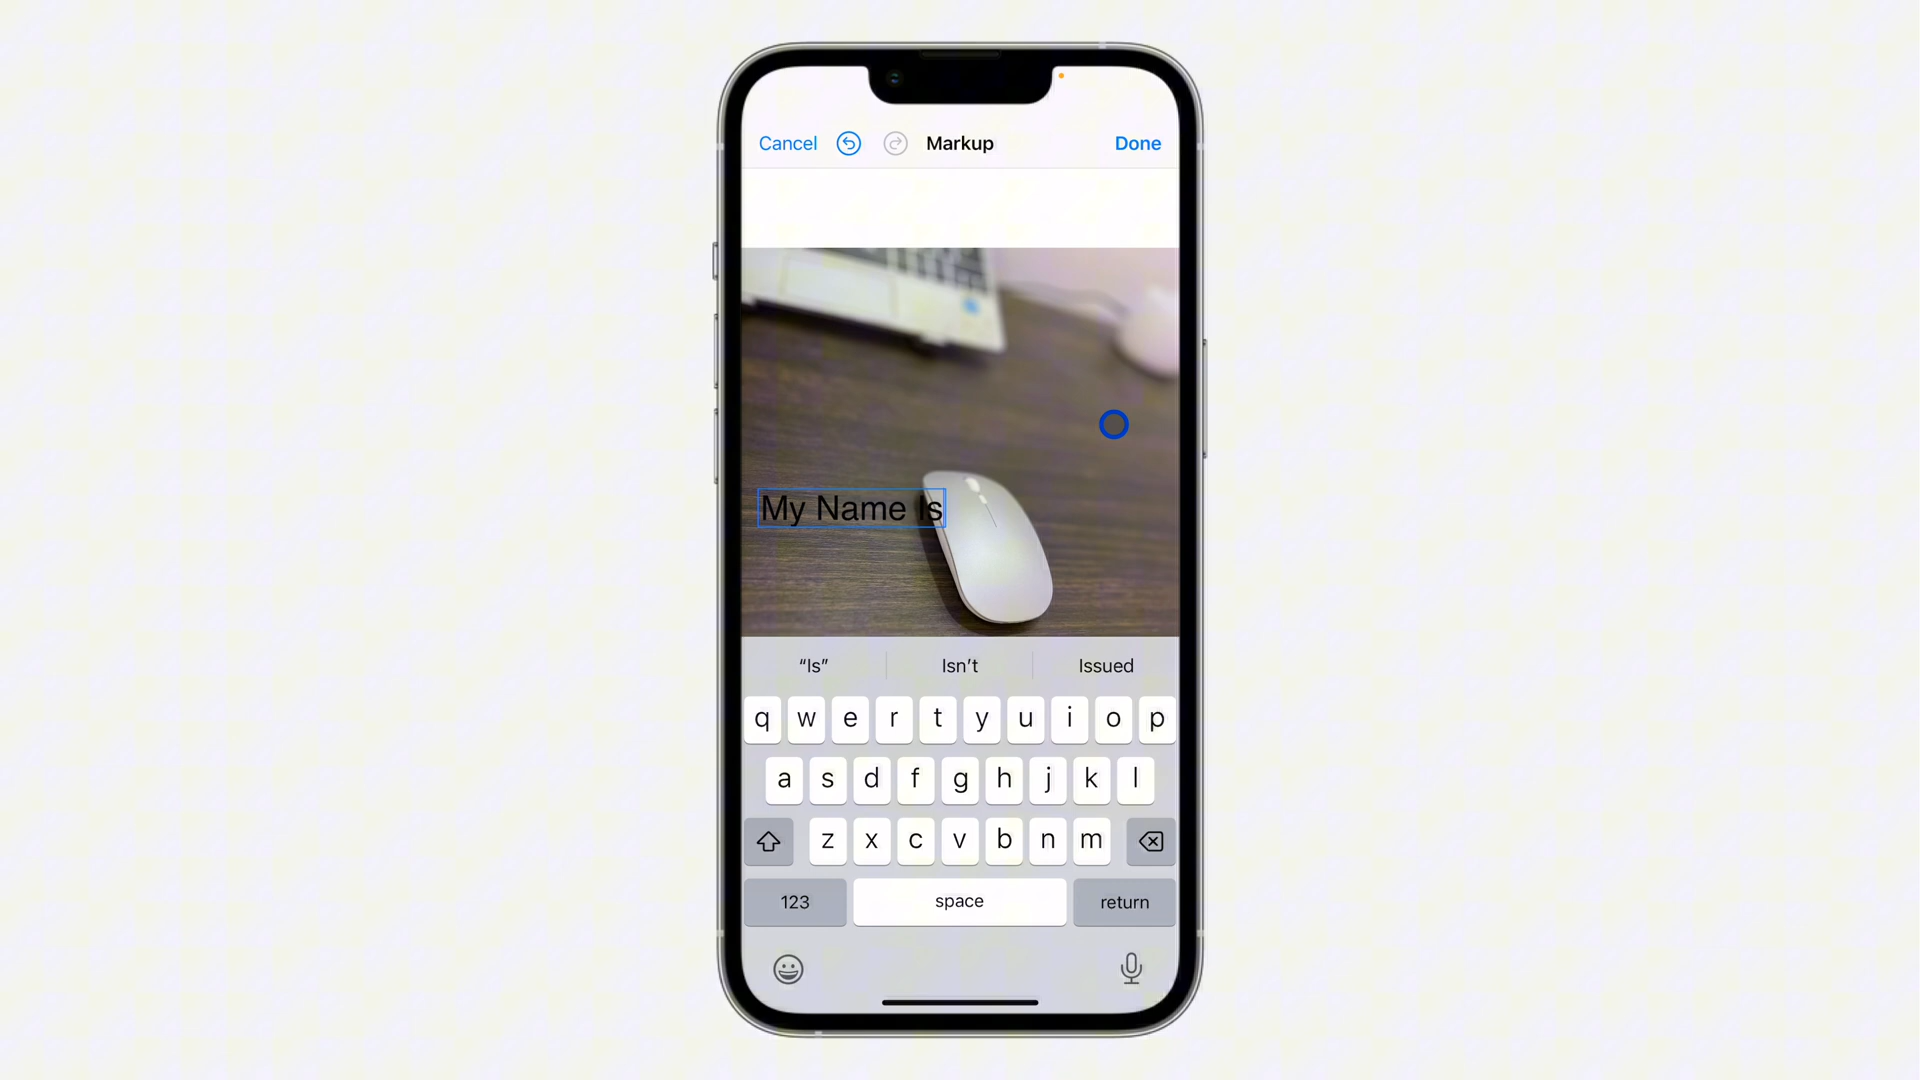 Cancel Markup Done
My Name Is
“Is” Isn’t Issued
q w e r t y u i o p
a s d f g h j k l
z x c v b n m
123 space return